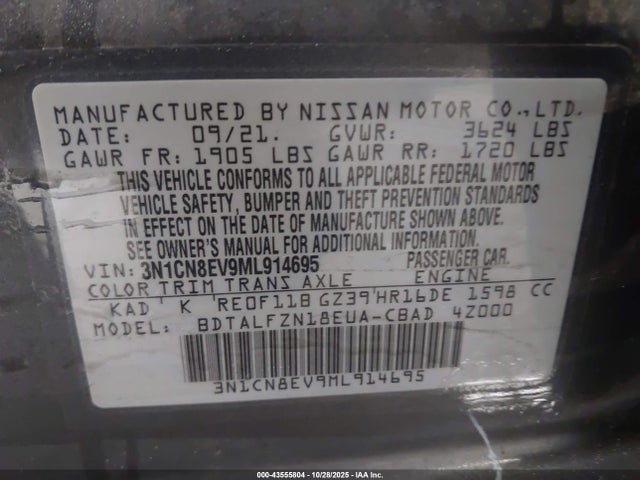 MANUFACTURED BY NISSAN MOTOR CO., LTD.
DATE: 09/21. GVWR: 3624 LBS
GAWR FR: 1905 LBS GAWR RR: 1720 LBS
THIS VEHICLE CONFORMS TO ALL APPLICABLE FEDERAL MOTOR
VEHICLE SAFETY, BUMPER AND THEFT PREVENTION STANDARDS
IN EFFECT ON THE DATE OF MANUFACTURE SHOWN ABOVE.
SEE OWNER'S MANUAL FOR ADDITIONAL INFORMATION.
VIN: 3N1CN8EV9ML914695 PASSENGER CAR.
COLOR TRIM TRANS AXLE ENGINE
KAD K RE0F11B GZ39 HR16DE 1598 CC
MODEL: BDTALFZN18EUA-CBAD 4Z000
3N1CN8EV9ML914695
000-43555804 | 10/28/2025 | IAA Inc.